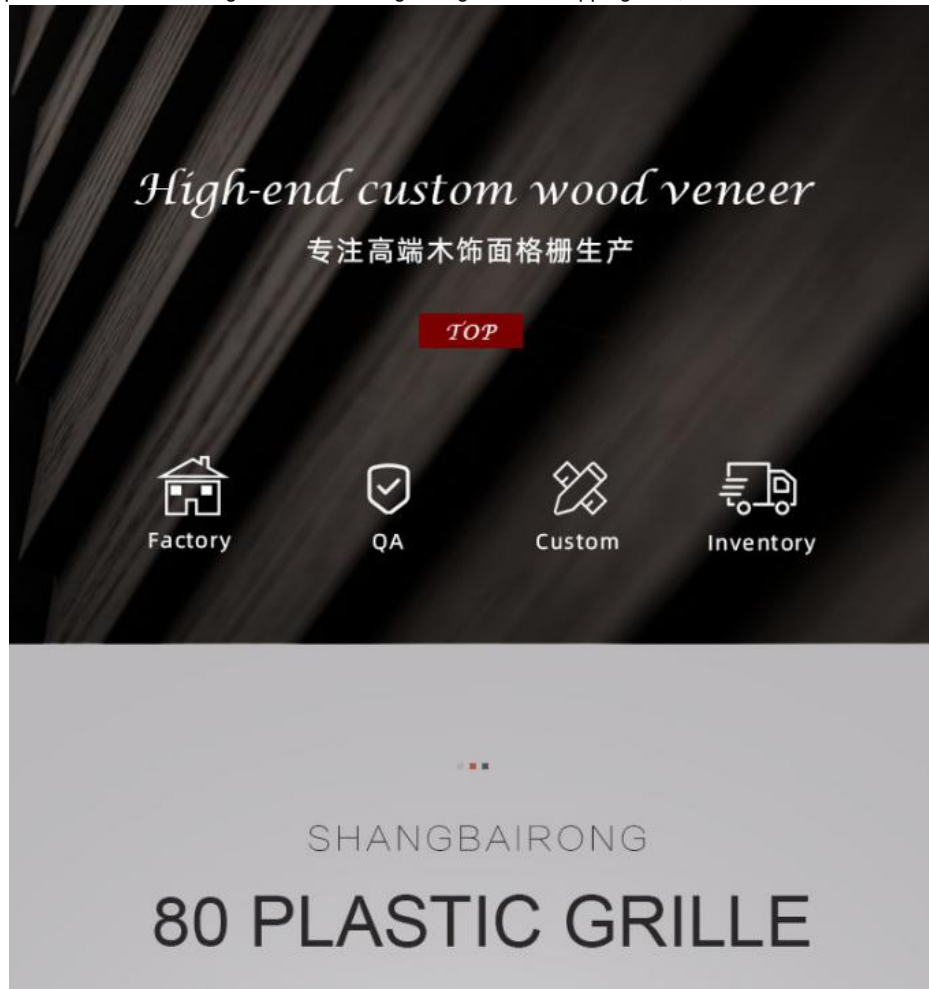 High-end custom wood veneer
专注高端木饰面格栅生产
TOP
Factory
QA
Custom
Inventory
SHANGBAIRONG
80 PLASTIC GRILLE